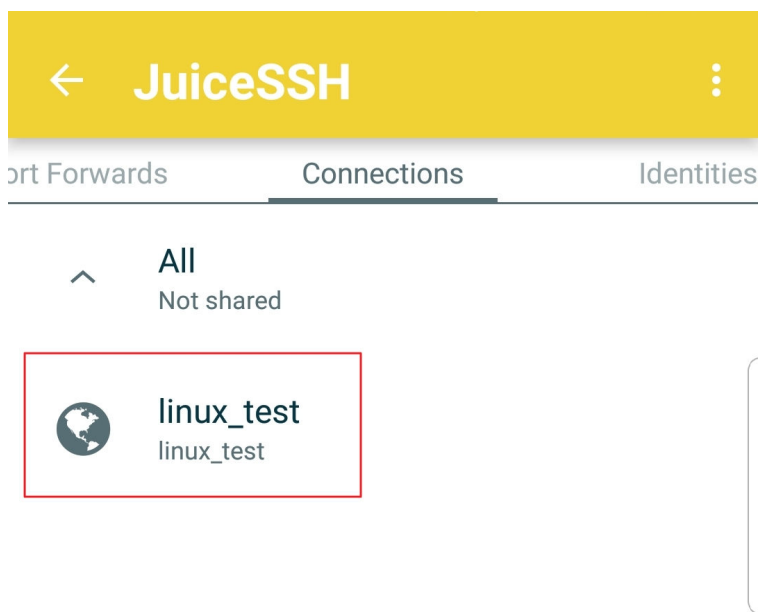 JuiceSSH
ort Forwards Connections Identities
All
Not shared
linux_test
linux_test